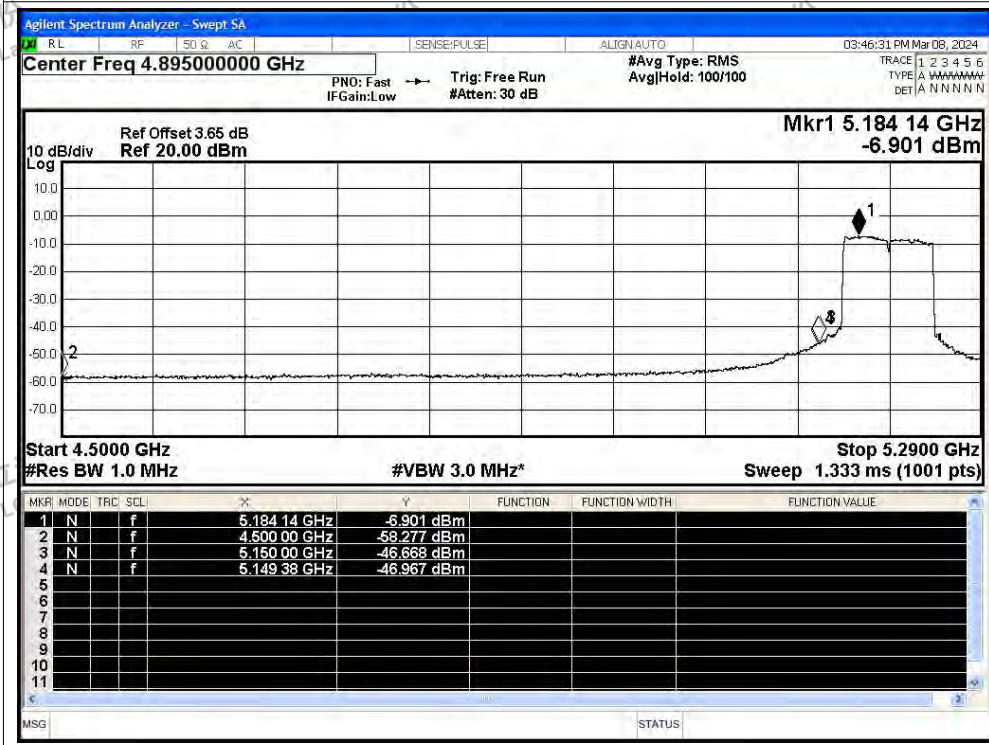 Agilent Spectrum Analyzer - Swept SA
LXI RL RF 50 Ω AC SENSE:PULSE ALIGN AUTO 03:46:31 PM Mar 08, 2024
Center Freq 4.895000000 GHz
PNO: Fast
IFGain:Low
Trig: Free Run
#Atten: 30 dB
#Avg Type: RMS
Avg|Hold: 100/100
TRACE 1 2 3 4 5 6
TYPE A WWWWW
DET A N N N N N
Mkr1 5.184 14 GHz
-6.901 dBm
Ref Offset 3.65 dB
10 dB/div Ref 20.00 dBm
Log
10.0
0.00
-10.0
-20.0
-30.0
-40.0
-50.0
-60.0
-70.0
1
2
Start 4.5000 GHz Stop 5.2900 GHz
#Res BW 1.0 MHz #VBW 3.0 MHz* Sweep 1.333 ms (1001 pts)
MKR MODE TRC SCL X Y FUNCTION FUNCTION WIDTH FUNCTION VALUE
1 N f 5.184 14 GHz -6.901 dBm
2 N f 4.500 00 GHz -58.277 dBm
3 N f 5.150 00 GHz -46.668 dBm
4 N f 5.149 38 GHz -46.967 dBm
5
6
7
8
9
10
11
MSG STATUS